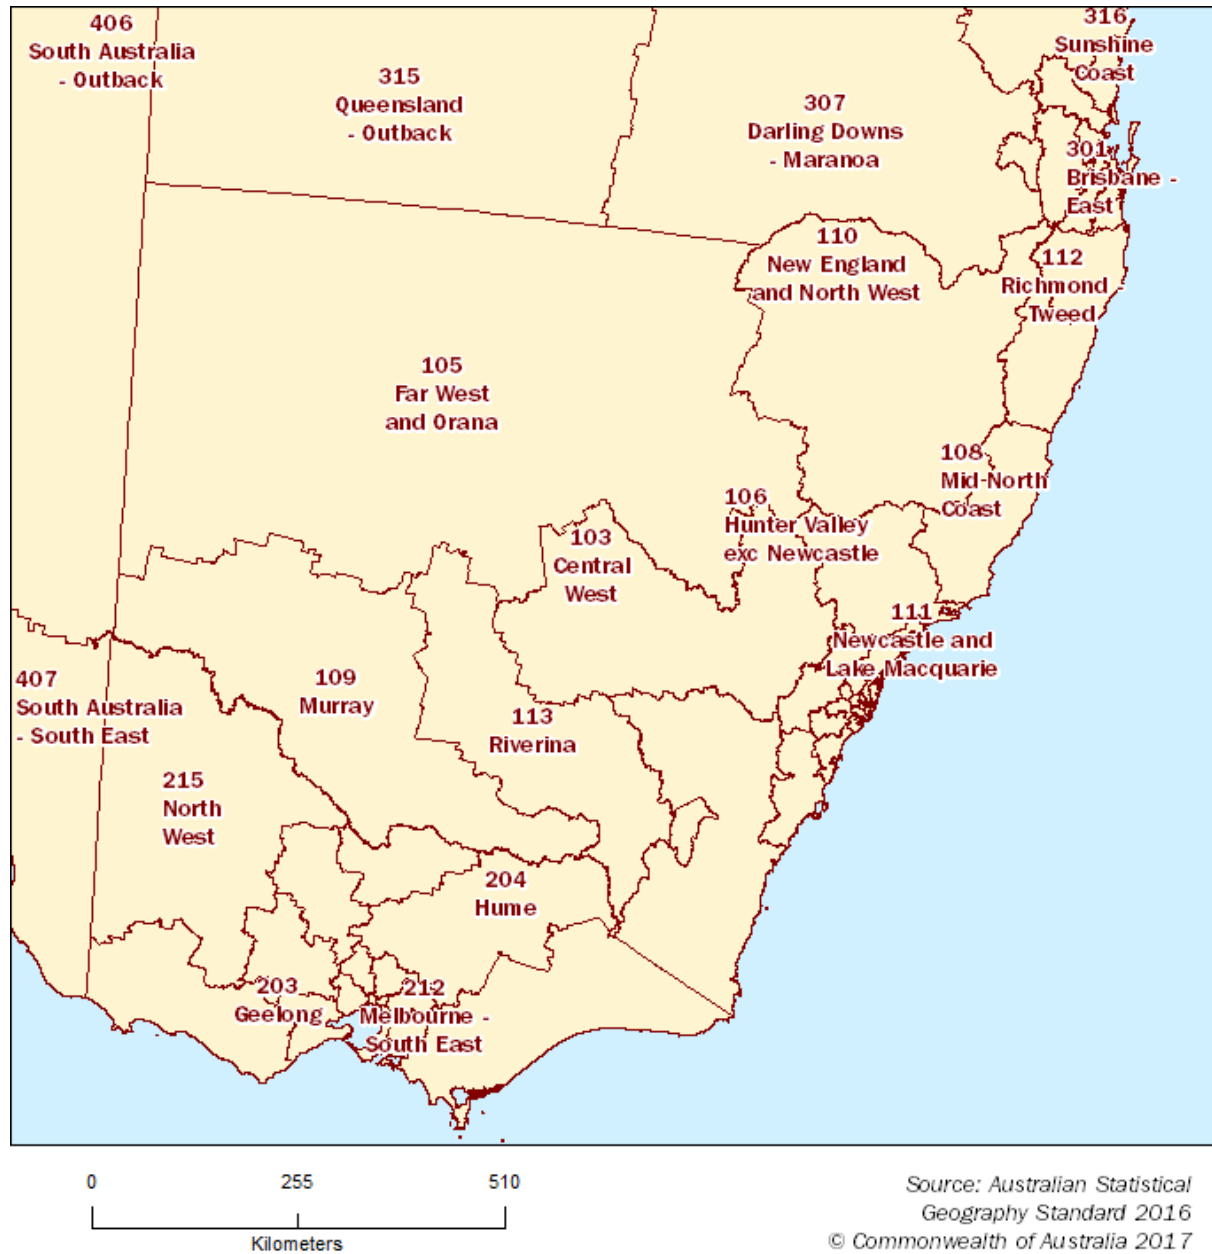 406
South Australia
- Outback
315
Queensland
- Outback
307
Darling Downs
- Maranoa
316
Sunshine
Coast
301
Brisbane -
East
110
New England
and North West
112
Richmond -
Tweed
105
Far West
and Orana
108
Mid-North
Coast
106
Hunter Valley
exc Newcastle
103
Central
West
111
Newcastle and
Lake Macquarie
407
South Australia
- South East
109
Murray
113
Riverina
215
North
West
204
Hume
203
Geelong
212
Melbourne -
South East
0 255 510
Kilometers
Source: Australian Statistical
Geography Standard 2016
© Commonwealth of Australia 2017